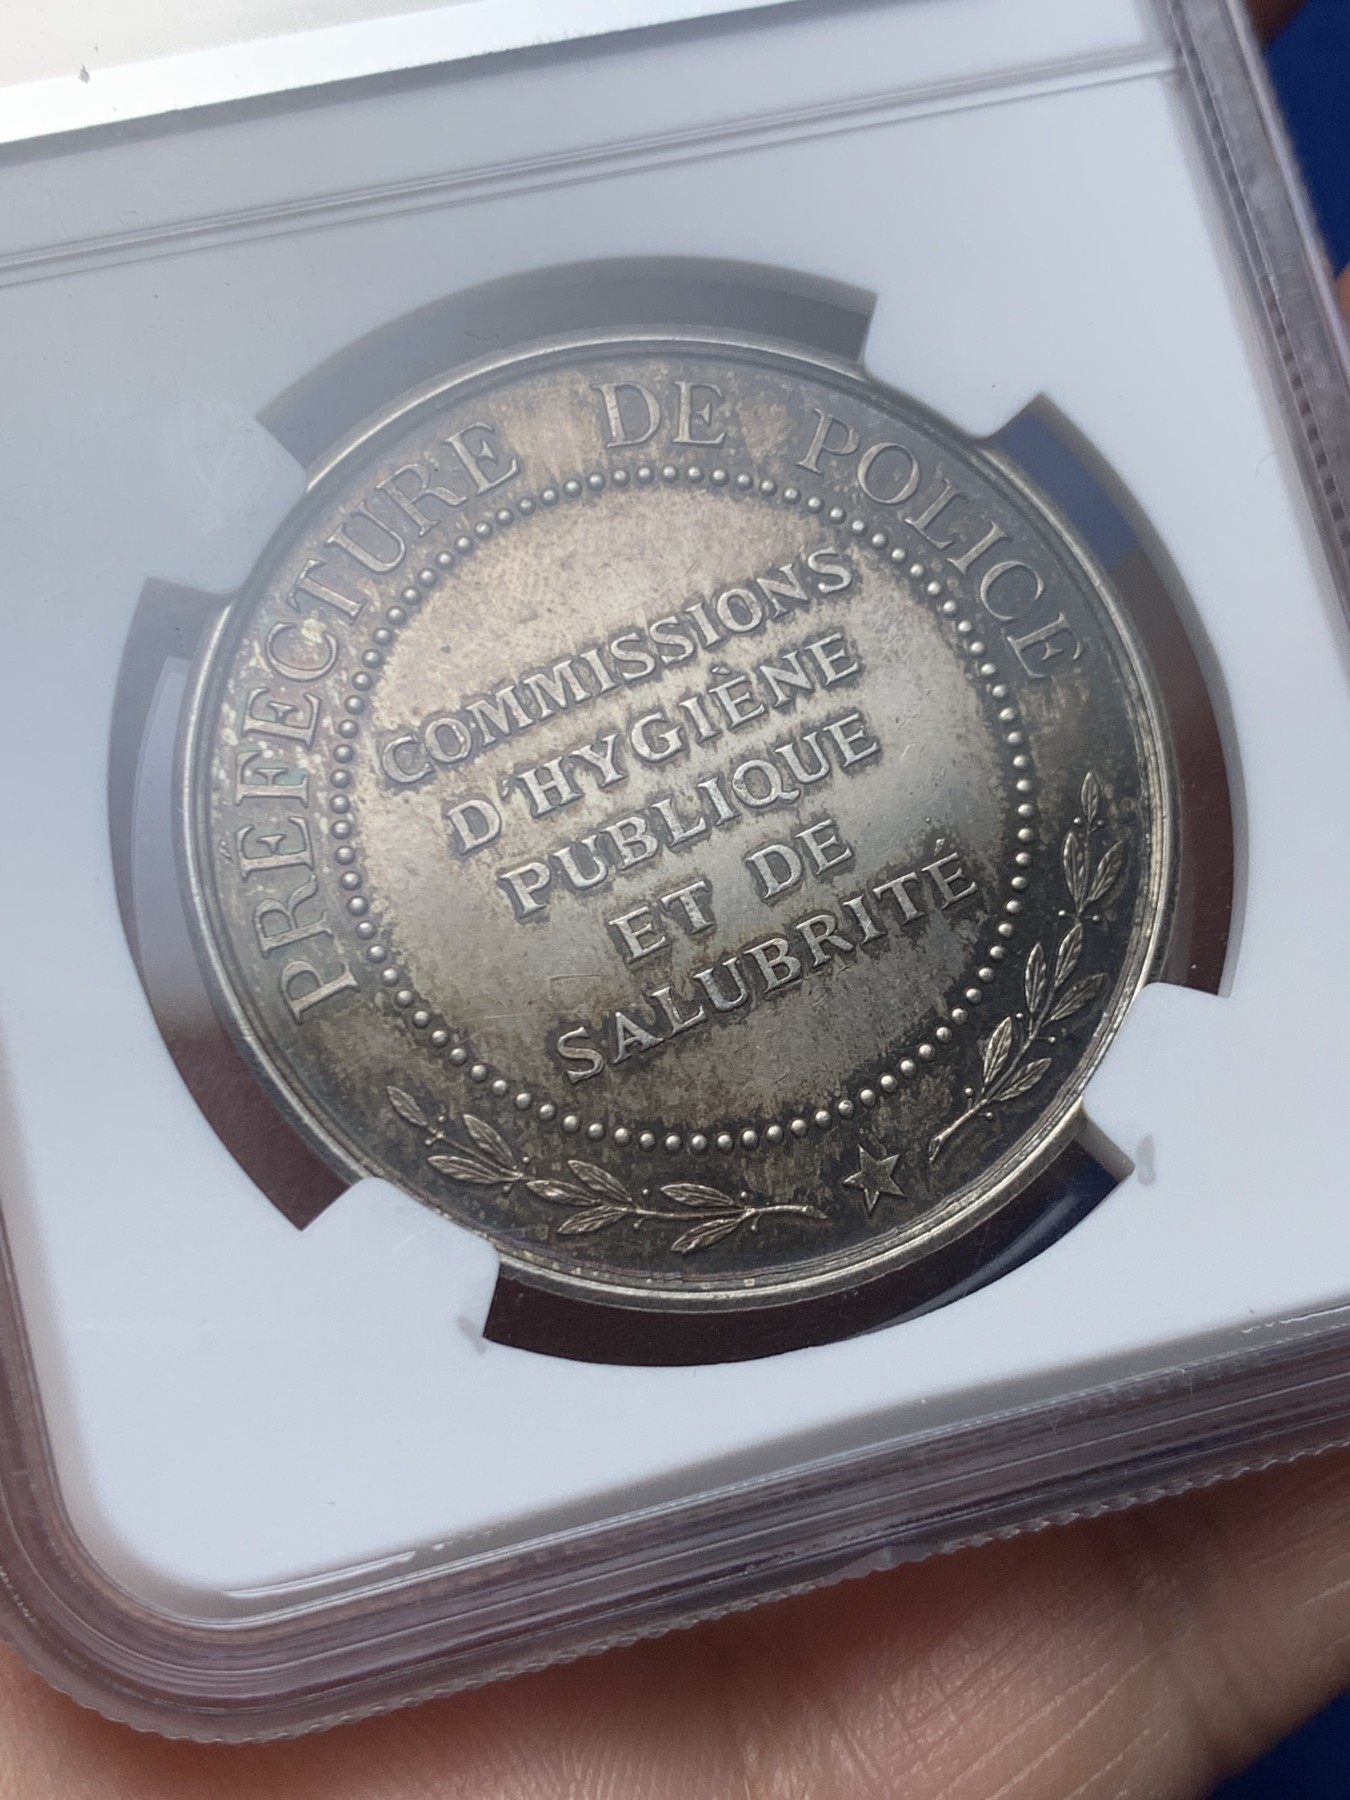 PRÉFECTURE DE POLICE
COMMISSIONS
D'HYGIÈNE
PUBLIQUE
ET DE
SALUBRITÉ